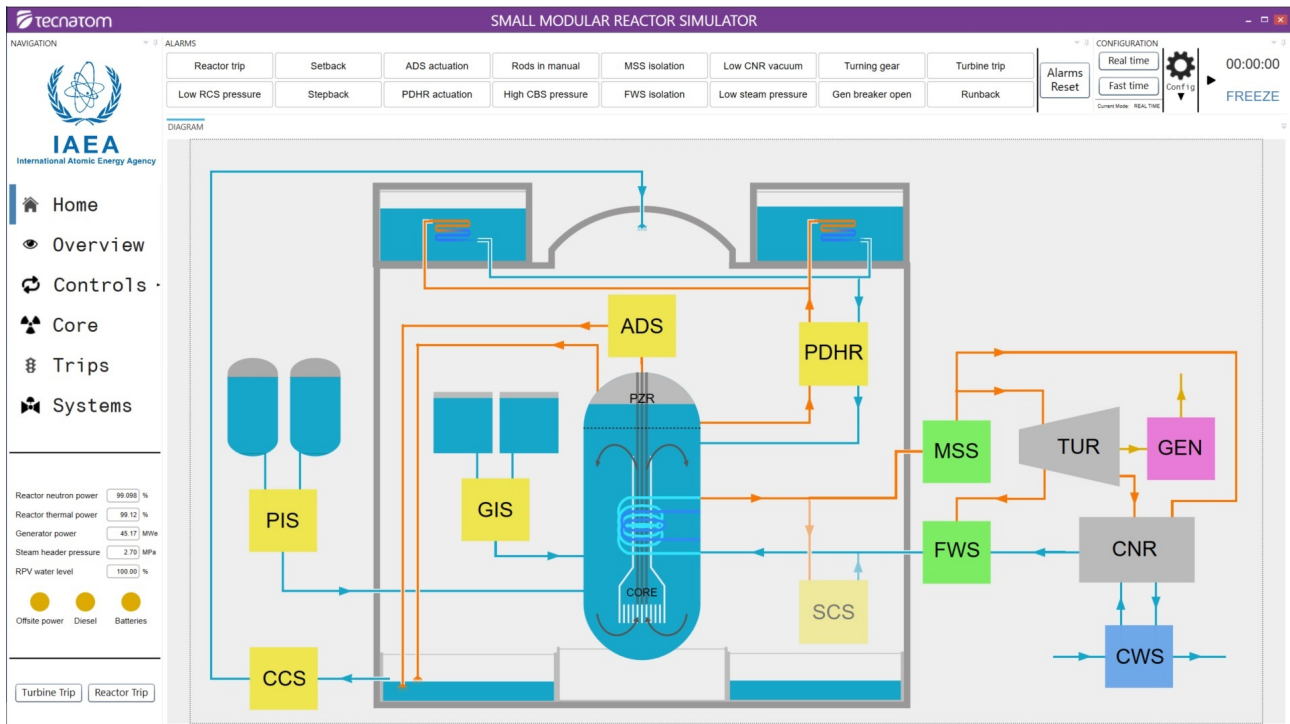 tecnatom
SMALL MODULAR REACTOR SIMULATOR
NAVIGATION
IAEA
International Atomic Energy Agency
Home
Overview
Controls
Core
Trips
Systems
Reactor neutron power 99.098 %
Reactor thermal power 99.12 %
Generator power 45.17 MWe
Steam header pressure 2.70 MPa
RPV water level 100.00 %
Offsite power Diesel Batteries
Turbine Trip Reactor Trip
ALARMS
Reactor trip Setback ADS actuation Rods in manual MSS isolation Low CNR vacuum Turning gear Turbine trip
Low RCS pressure Stepback PDHR actuation High CBS pressure FWS isolation Low steam pressure Gen breaker open Runback
Alarms
Reset
CONFIGURATION
Real time
Fast time
Current Mode: REAL TIME
Config
00:00:00
FREEZE
DIAGRAM
ADS
PDHR
PZR
MSS
TUR
GEN
PIS
GIS
FWS
CNR
CORE
SCS
CCS
CWS